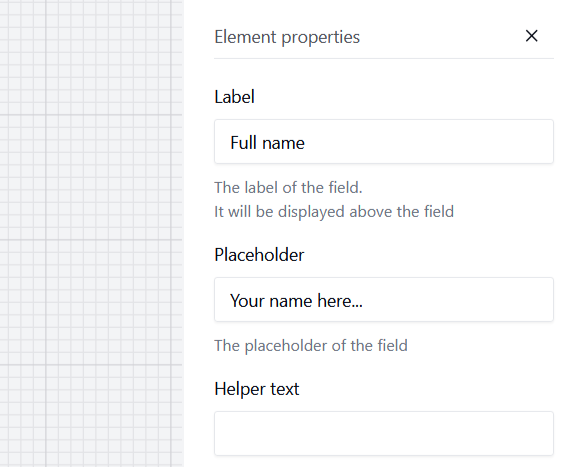 Element properties
Label
Full name
The label of the field.
It will be displayed above the field
Placeholder
Your name here...
The placeholder of the field
Helper text